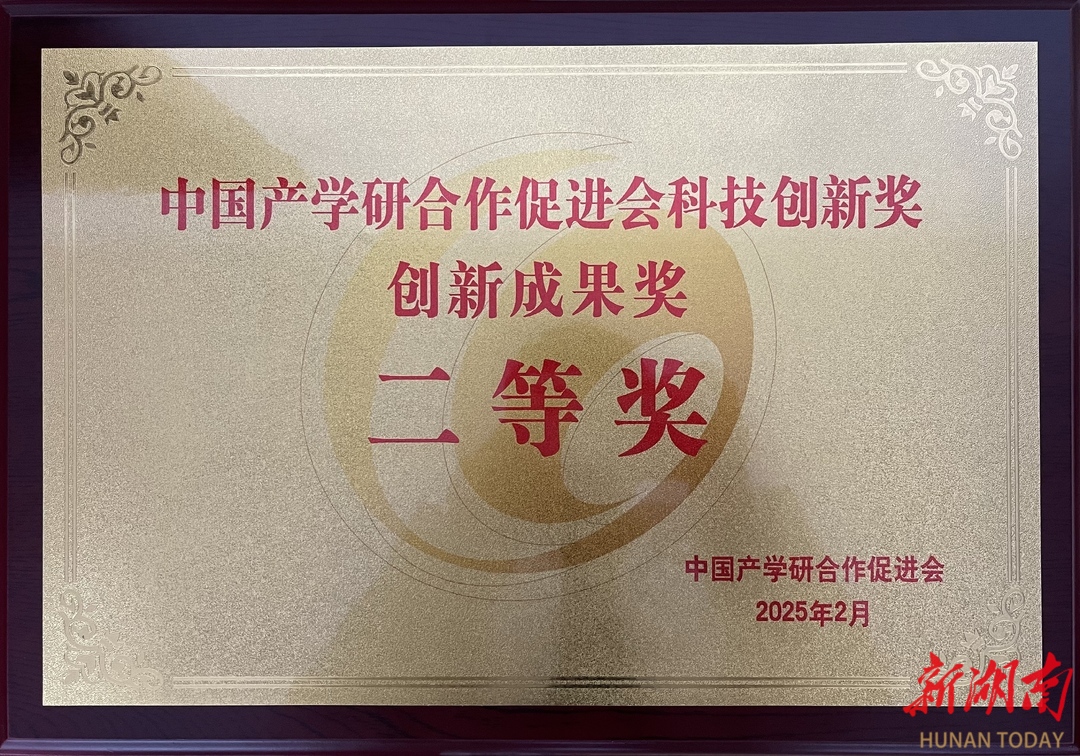 中国产学研合作促进会科技创新奖
创新成果奖
二等奖
中国产学研合作促进会
2025年2月
新湖南
HUNAN TODAY